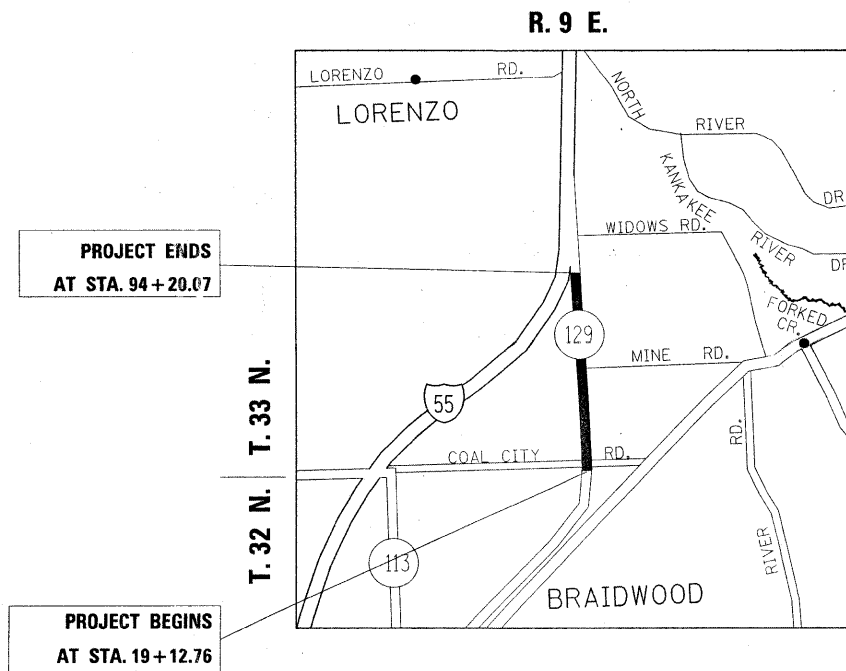 R. 9 E.
LORENZO RD.
LORENZO
NORTH
RIVER
DR
KANKAKEE
RIVER
DR
WIDOWS RD.
PROJECT ENDS
AT STA. 94+20.07
FORKED
CR.
129
MINE RD.
T. 33 N.
55
COAL CITY RD.
RD.
RIVER
T. 32 N.
113
BRAIDWOOD
PROJECT BEGINS
AT STA. 19+12.76